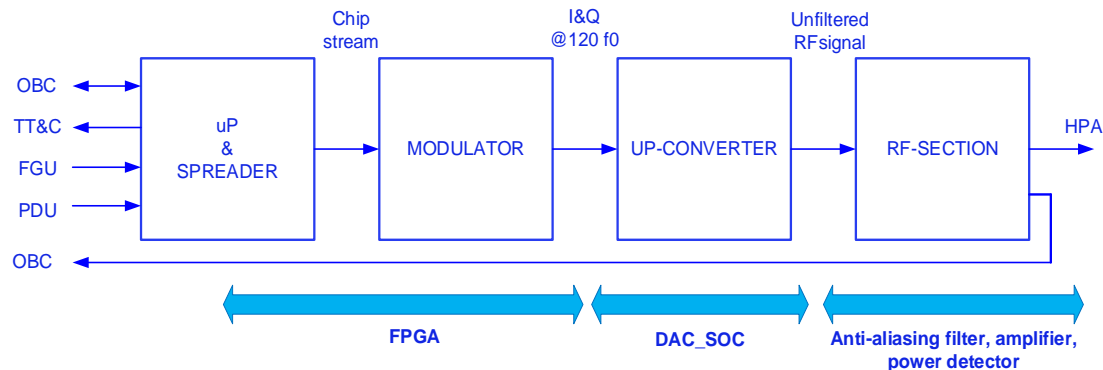 Chip
stream
I&Q
@120 f0
Unfiltered
RFsignal
OBC
TT&C
FGU
PDU
OBC
uP
&
SPREADER
MODULATOR
UP-CONVERTER
RF-SECTION
HPA
FPGA
DAC_SOC
Anti-aliasing filter, amplifier,
power detector